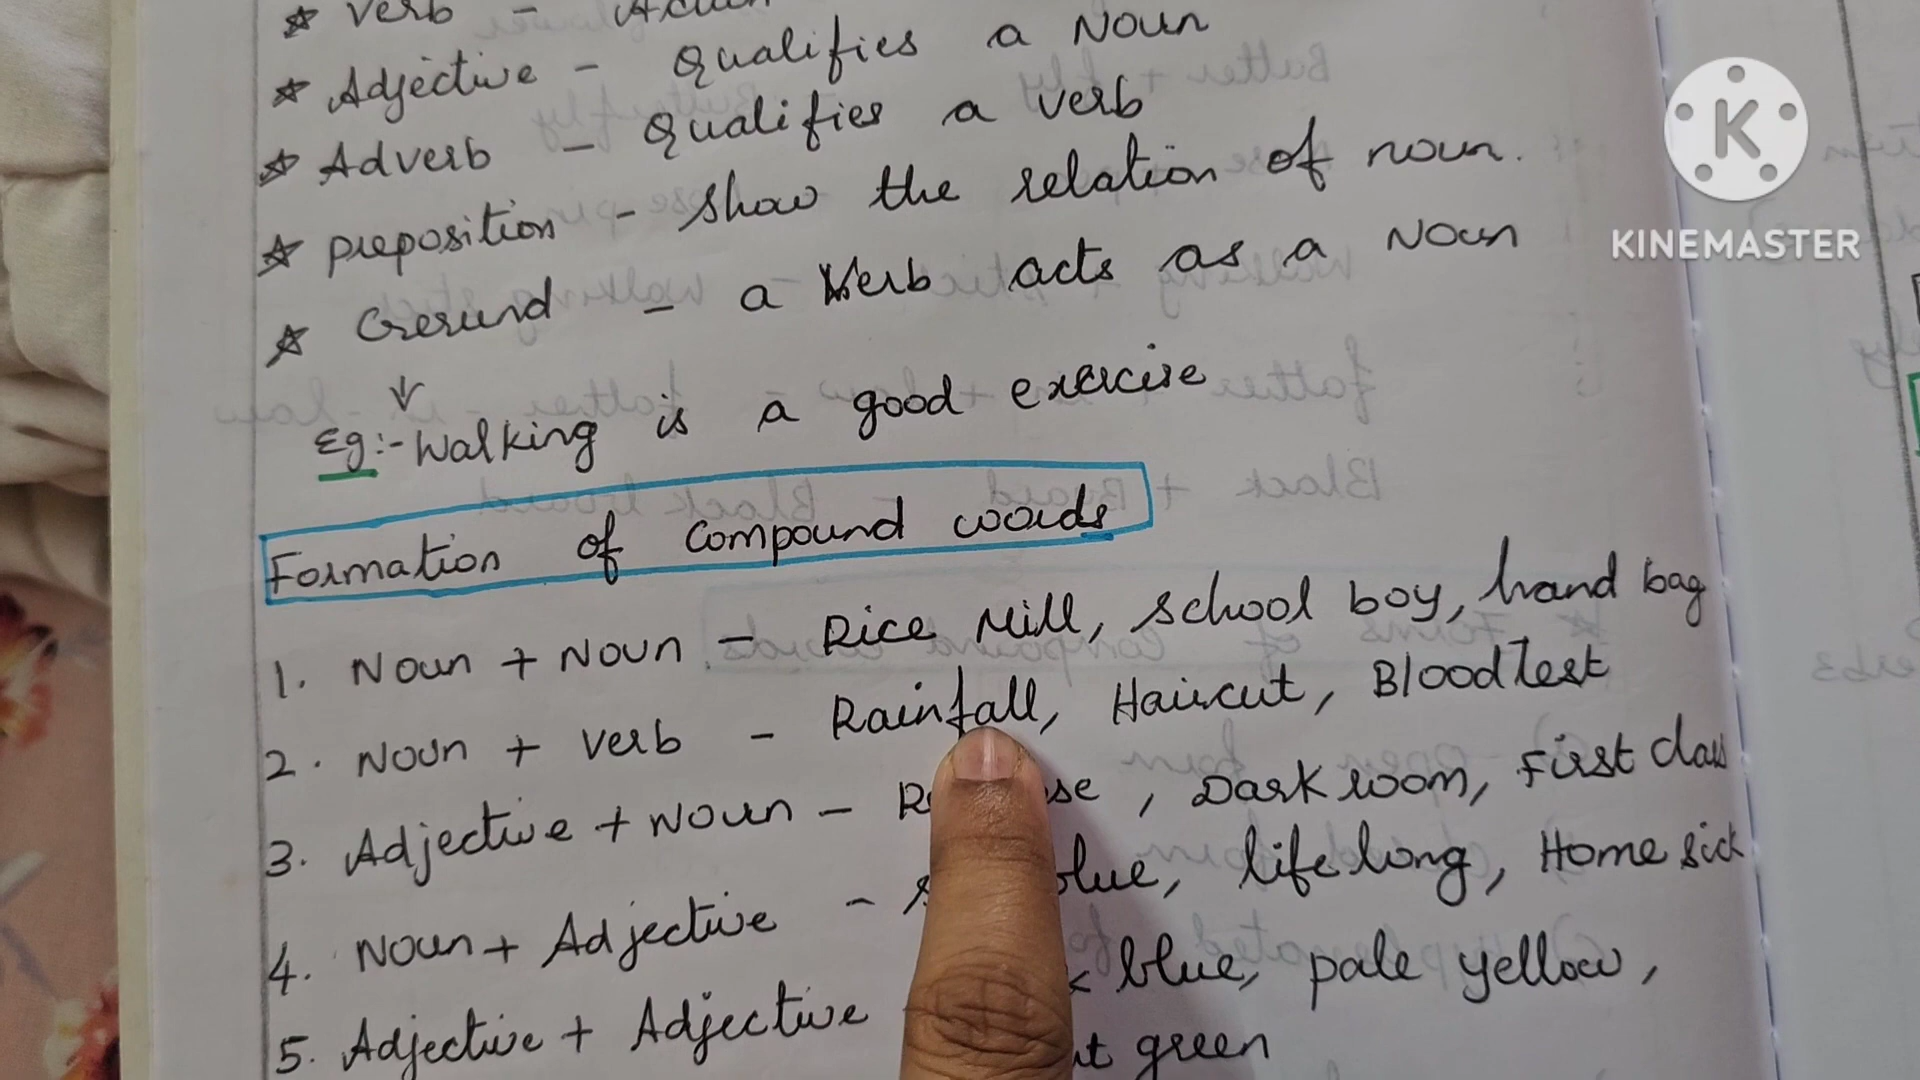 ☆ Verb -
☆ Adjective - Qualifies a Noun
☆ Adverb - Qualifies a verb
☆ preposition - show the relation of noun.
☆ Gerund - a Verb acts as a Noun
Eg:- Walking is a good exercise
Formation of compound words
1. Noun + Noun - Rice Mill, school boy, hand bag
2. Noun + verb - Rainfall, Haircut, Blood test
3. Adjective + Noun - , Dark room, First class
4. Noun + Adjective - blue, life long, Home sick
5. Adjective + Adjective blue, pale yellow,
green
K
KINEMASTER